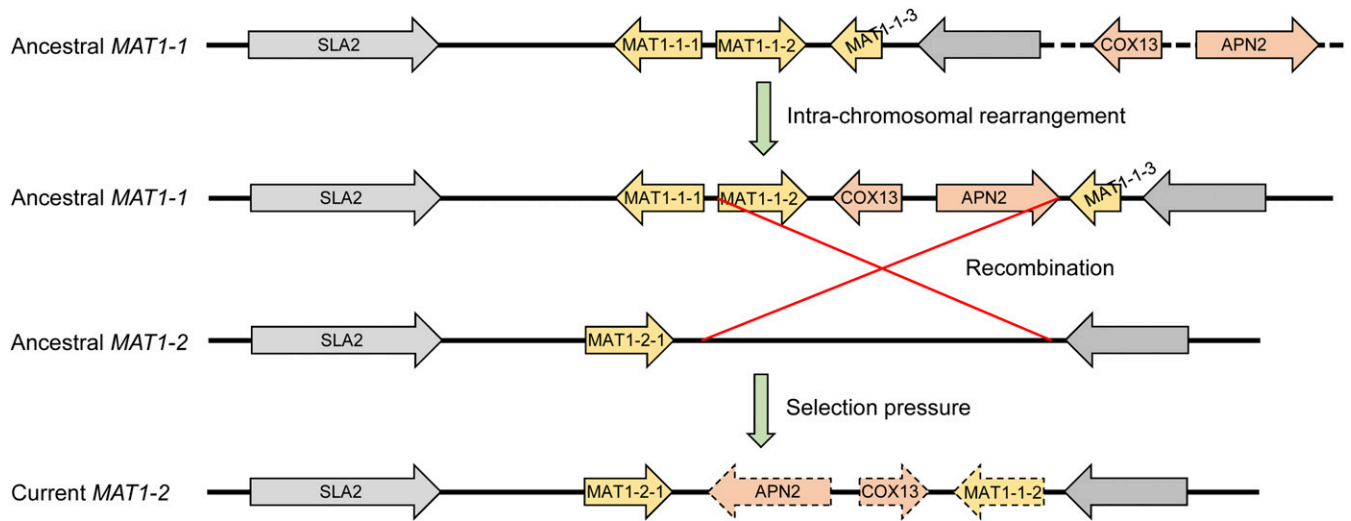 Ancestral MAT1-1
SLA2
MAT1-1-1
MAT1-1-2
MAT1-1-3
COX13
APN2
Intra-chromosomal rearrangement
Ancestral MAT1-1
SLA2
MAT1-1-1
MAT1-1-2
COX13
APN2
MAT1-1-3
Recombination
Ancestral MAT1-2
SLA2
MAT1-2-1
Selection pressure
Current MAT1-2
SLA2
MAT1-2-1
APN2
COX13
MAT1-1-2